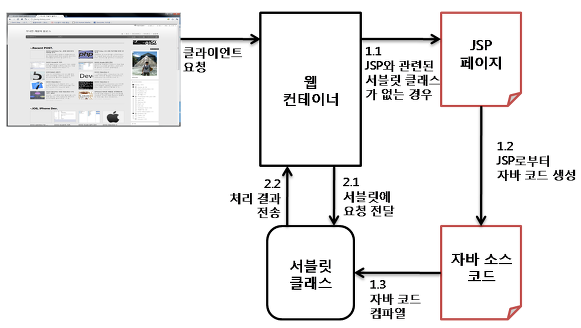 클라이언트
요청
웹
컨테이너
1.1
JSP와 관련된
서블릿 클래스
가 없는 경우
JSP
페이지
1.2
JSP로부터
자바 코드 생성
2.2
처리 결과
전송
2.1
서블릿에
요청 전달
서블릿
클래스
1.3
자바 코드
컴파일
자바 소스
코드
php
Dev